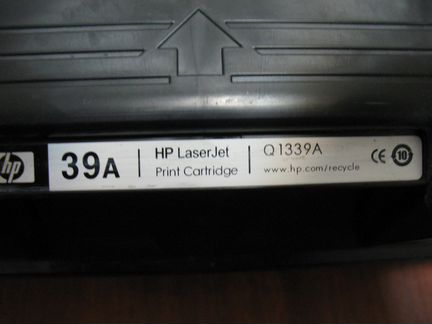 hp
39A
HP LaserJet
Print Cartridge
Q1339A
www.hp.com/recycle
CE
10